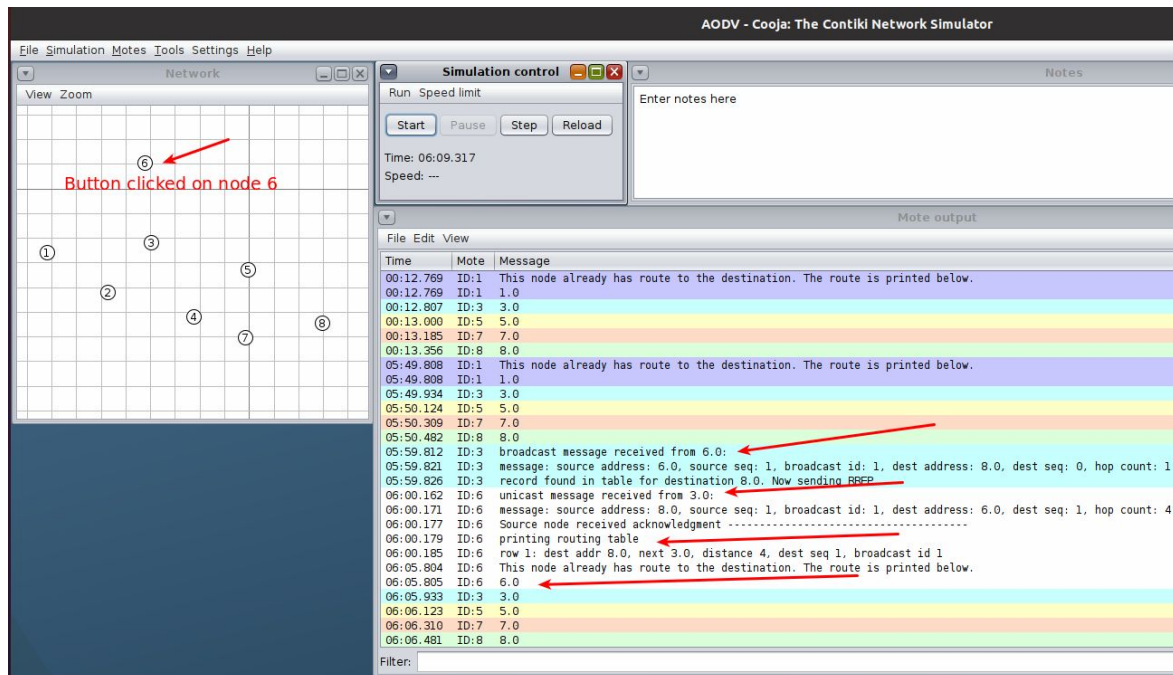 AODV - Cooja: The Contiki Network Simulator
File Simulation Motes Tools Settings Help
Network
View Zoom
6
Button clicked on node 6
3
1
5
2
4
8
7
Simulation control
Run Speed limit
Start Pause Step Reload
Time: 06:09.317
Speed: ---
Notes
Enter notes here
Mote output
File Edit View
Time Mote Message
00:12.769 ID:1 This node already has route to the destination. The route is printed below.
00:12.769 ID:1 1.0
00:12.807 ID:3 3.0
00:13.000 ID:5 5.0
00:13.185 ID:7 7.0
00:13.356 ID:8 8.0
05:49.808 ID:1 This node already has route to the destination. The route is printed below.
05:49.808 ID:1 1.0
05:49.934 ID:3 3.0
05:50.124 ID:5 5.0
05:50.309 ID:7 7.0
05:50.482 ID:8 8.0
05:59.812 ID:3 broadcast message received from 6.0:
05:59.821 ID:3 message: source address: 6.0, source seq: 1, broadcast id: 1, dest address: 8.0, dest seq: 0, hop count: 1
05:59.826 ID:3 record found in table for destination 8.0. Now sending RREP
06:00.162 ID:6 unicast message received from 3.0:
06:00.171 ID:6 message: source address: 8.0, source seq: 1, broadcast id: 1, dest address: 6.0, dest seq: 1, hop count: 4
06:00.177 ID:6 Source node received acknowledgment --------------------------------------
06:00.179 ID:6 printing routing table
06:00.185 ID:6 row 1: dest addr 8.0, next 3.0, distance 4, dest seq 1, broadcast id 1
06:05.804 ID:6 This node already has route to the destination. The route is printed below.
06:05.805 ID:6 6.0
06:05.933 ID:3 3.0
06:06.123 ID:5 5.0
06:06.310 ID:7 7.0
06:06.481 ID:8 8.0
Filter: